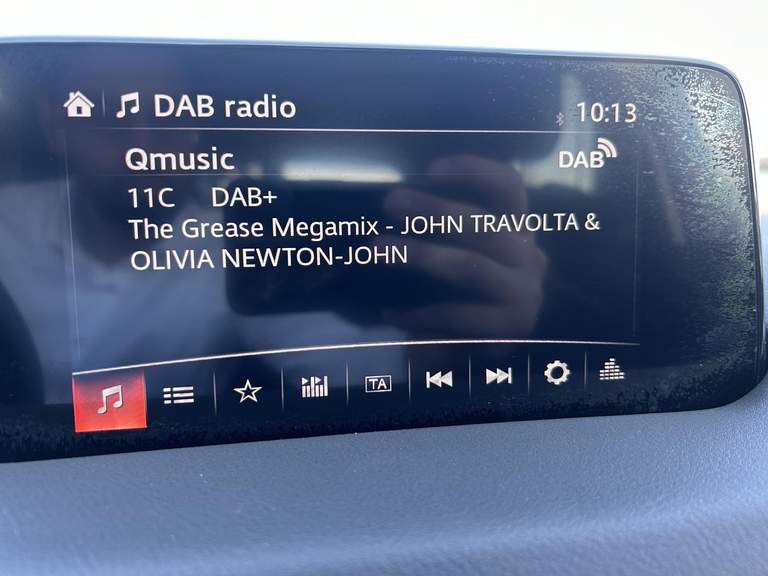 DAB radio 10:13
Qmusic DAB
11C DAB+
The Grease Megamix - JOHN TRAVOLTA &
OLIVIA NEWTON-JOHN
TA